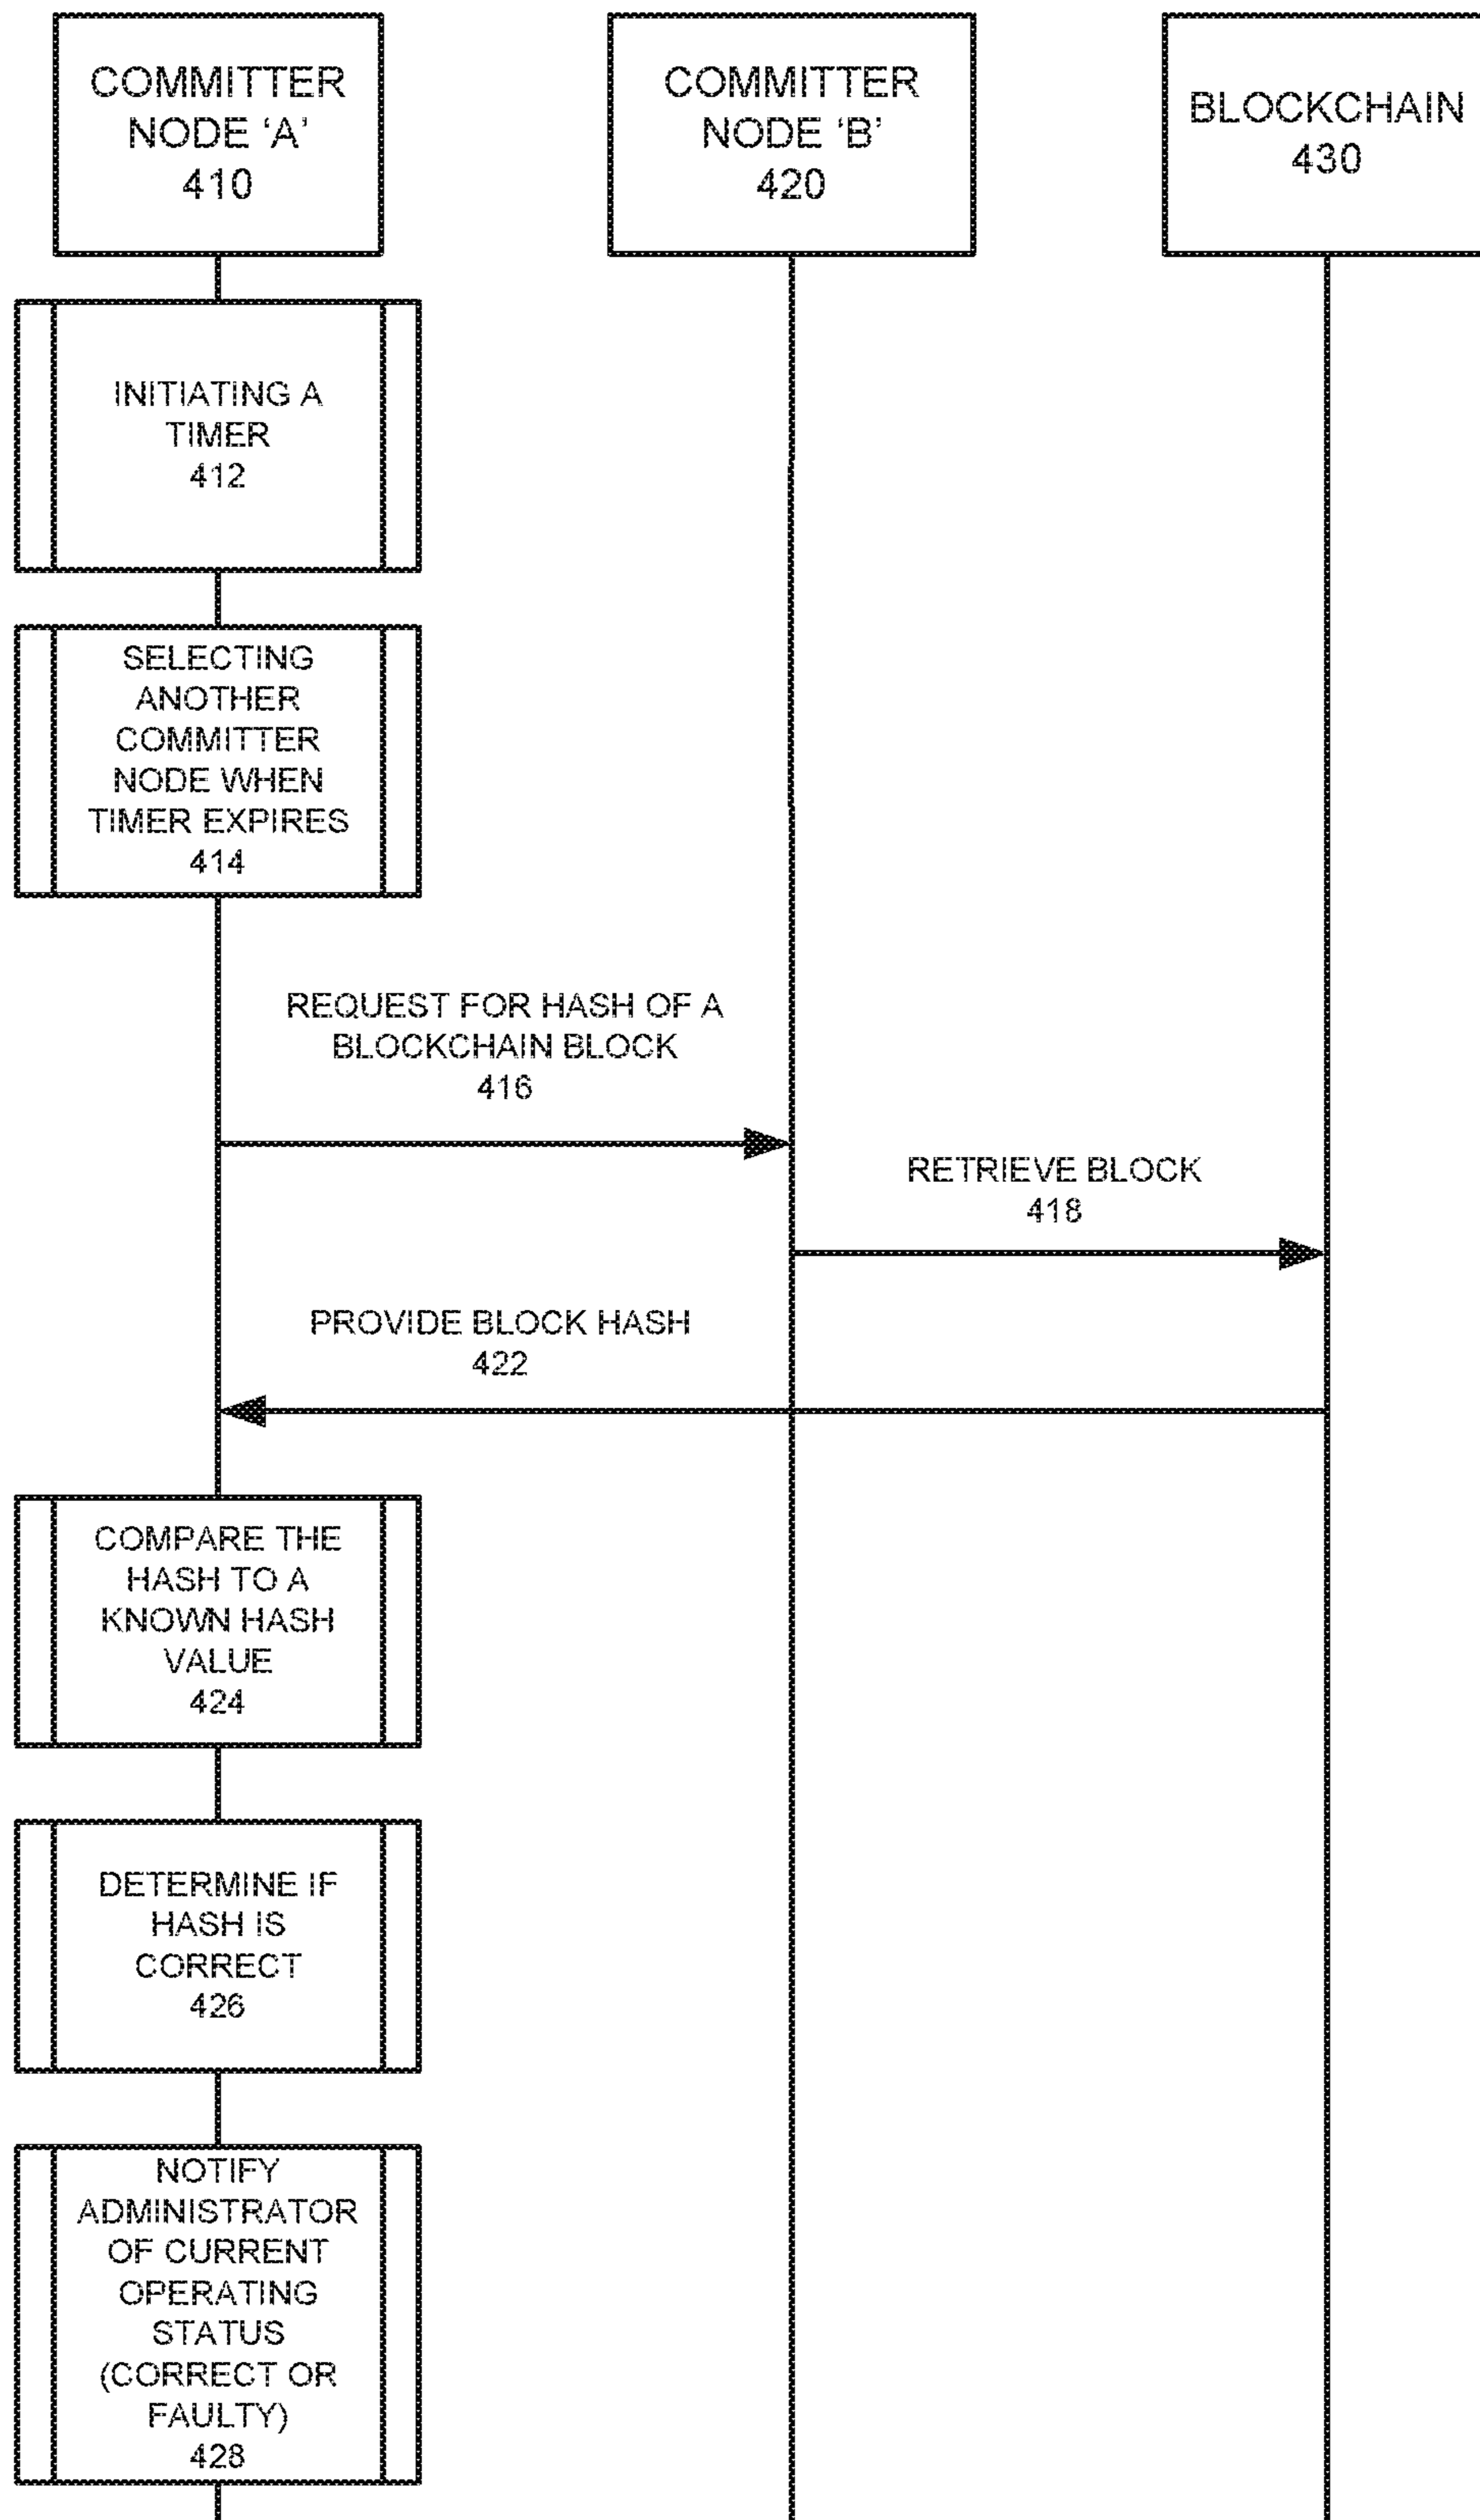 COMMITTER
NODE ‘A’
410
COMMITTER
NODE ‘B’
420
BLOCKCHAIN
430
INITIATING A
TIMER
412
SELECTING
ANOTHER
COMMITTER
NODE WHEN
TIMER EXPIRES
414
REQUEST FOR HASH OF A
BLOCKCHAIN BLOCK
416
RETRIEVE BLOCK
418
PROVIDE BLOCK HASH
422
COMPARE THE
HASH TO A
KNOWN HASH
VALUE
424
DETERMINE IF
HASH IS
CORRECT
426
NOTIFY
ADMINISTRATOR
OF CURRENT
OPERATING
STATUS
(CORRECT OR
FAULTY)
428